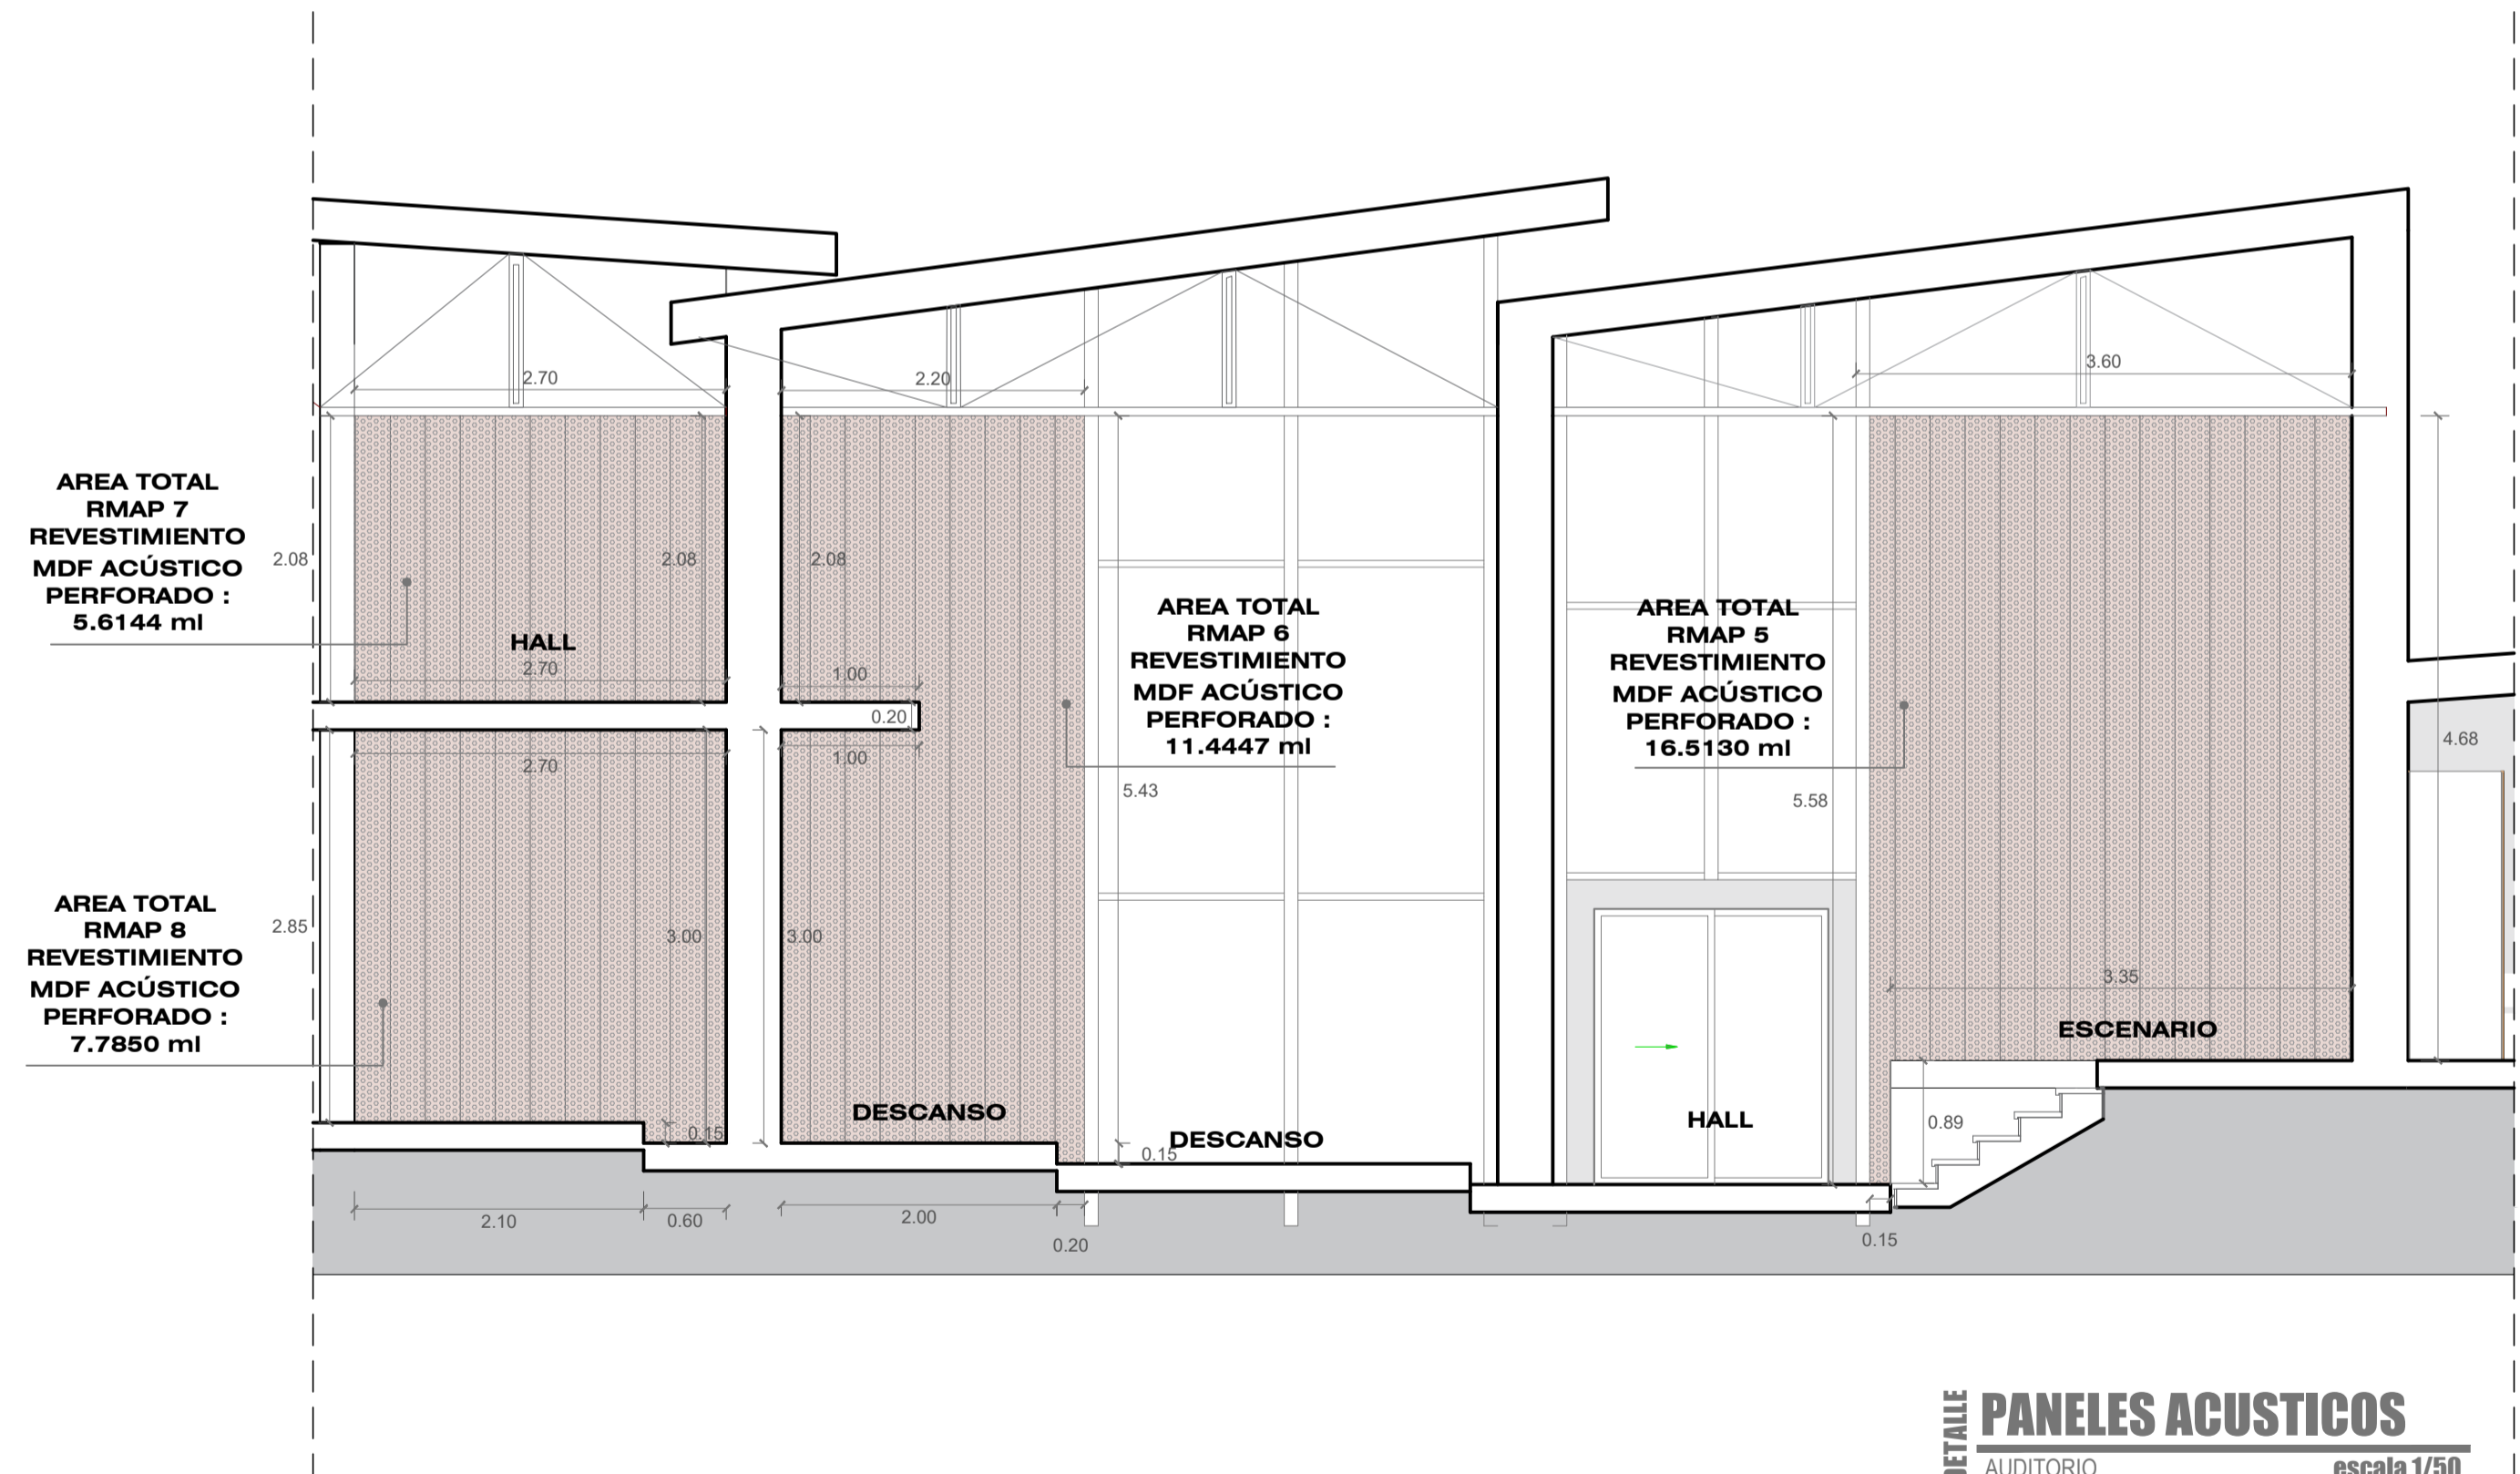 2.70
2.20
3.60
AREA TOTAL
RMAP 7
REVESTIMIENTO
MDF ACÚSTICO
PERFORADO :
5.6144 ml
2.08
2.08
2.08
HALL
2.70
1.00
0.20
1.00
2.70
AREA TOTAL
RMAP 6
REVESTIMIENTO
MDF ACÚSTICO
PERFORADO :
11.4447 ml
5.43
AREA TOTAL
RMAP 5
REVESTIMIENTO
MDF ACÚSTICO
PERFORADO :
16.5130 ml
5.58
4.68
AREA TOTAL
RMAP 8
REVESTIMIENTO
MDF ACÚSTICO
PERFORADO :
7.7850 ml
2.85
3.00
3.00
3.35
ESCENARIO
DESCANSO
0.15
DESCANSO
0.15
HALL
0.89
2.10
0.60
2.00
0.20
0.15
DETALLE
PANELES ACUSTICOS
AUDITORIO
escala 1/50